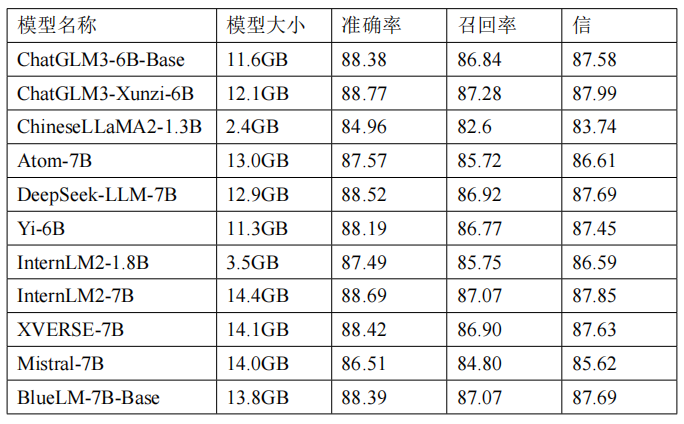 模型名称 模型大小 准确率 召回率 信
ChatGLM3-6B-Base 11.6GB 88.38 86.84 87.58
ChatGLM3-Xunzi-6B 12.1GB 88.77 87.28 87.99
ChineseLLaMA2-1.3B 2.4GB 84.96 82.6 83.74
Atom-7B 13.0GB 87.57 85.72 86.61
DeepSeek-LLM-7B 12.9GB 88.52 86.92 87.69
Yi-6B 11.3GB 88.19 86.77 87.45
InternLM2-1.8B 3.5GB 87.49 85.75 86.59
InternLM2-7B 14.4GB 88.69 87.07 87.85
XVERSE-7B 14.1GB 88.42 86.90 87.63
Mistral-7B 14.0GB 86.51 84.80 85.62
BlueLM-7B-Base 13.8GB 88.39 87.07 87.69